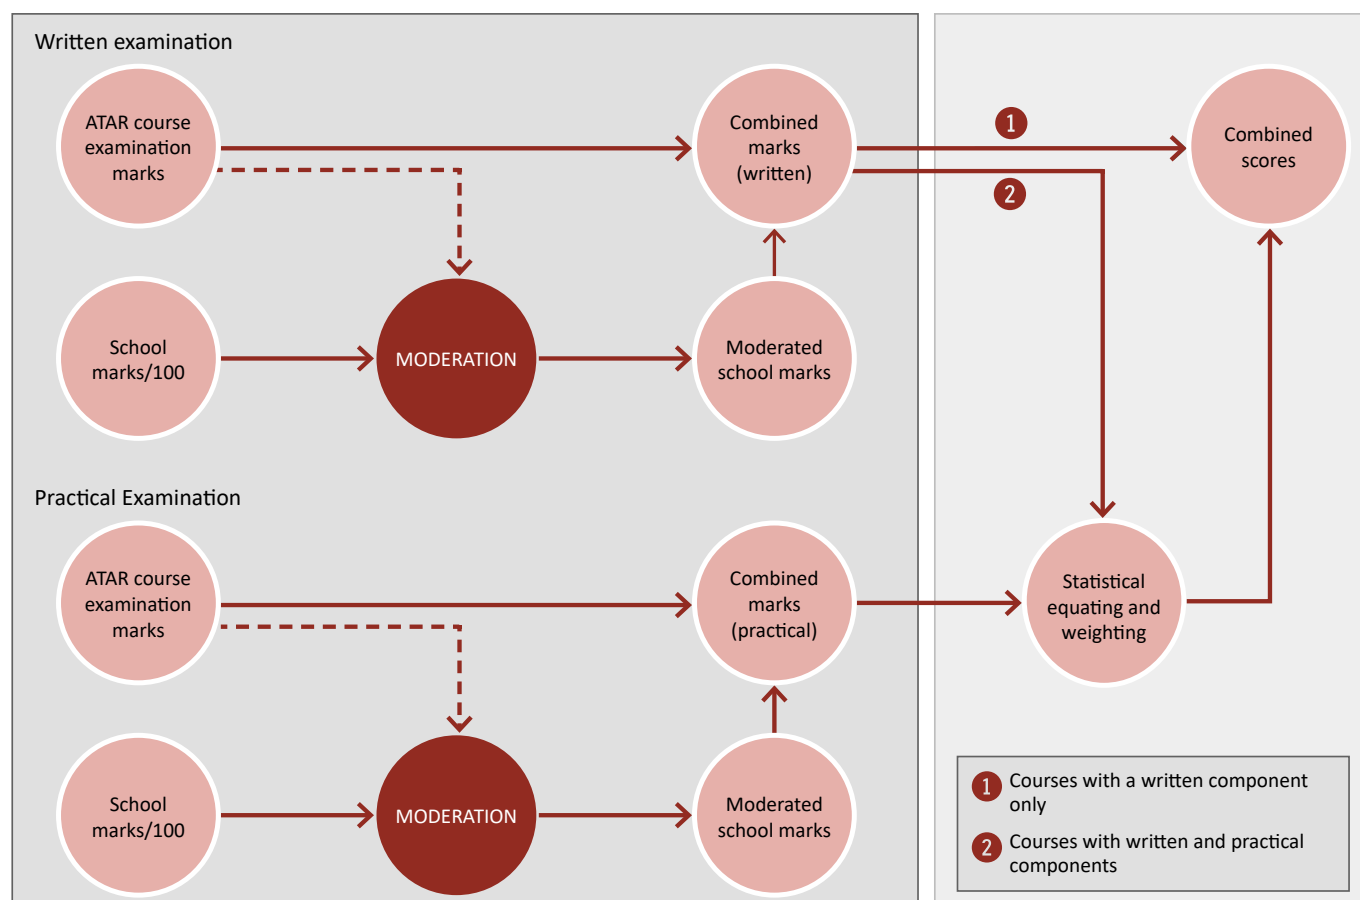 Written examination
ATAR course
examination
marks
Combined
marks
(written)
1
2
Combined
scores
School
marks/100
MODERATION
Moderated
school marks
Practical Examination
ATAR course
examination
marks
Combined
marks
(practical)
Statistical
equating and
weighting
School
marks/100
MODERATION
Moderated
school marks
1 Courses with a written component
only
2 Courses with written and practical
components